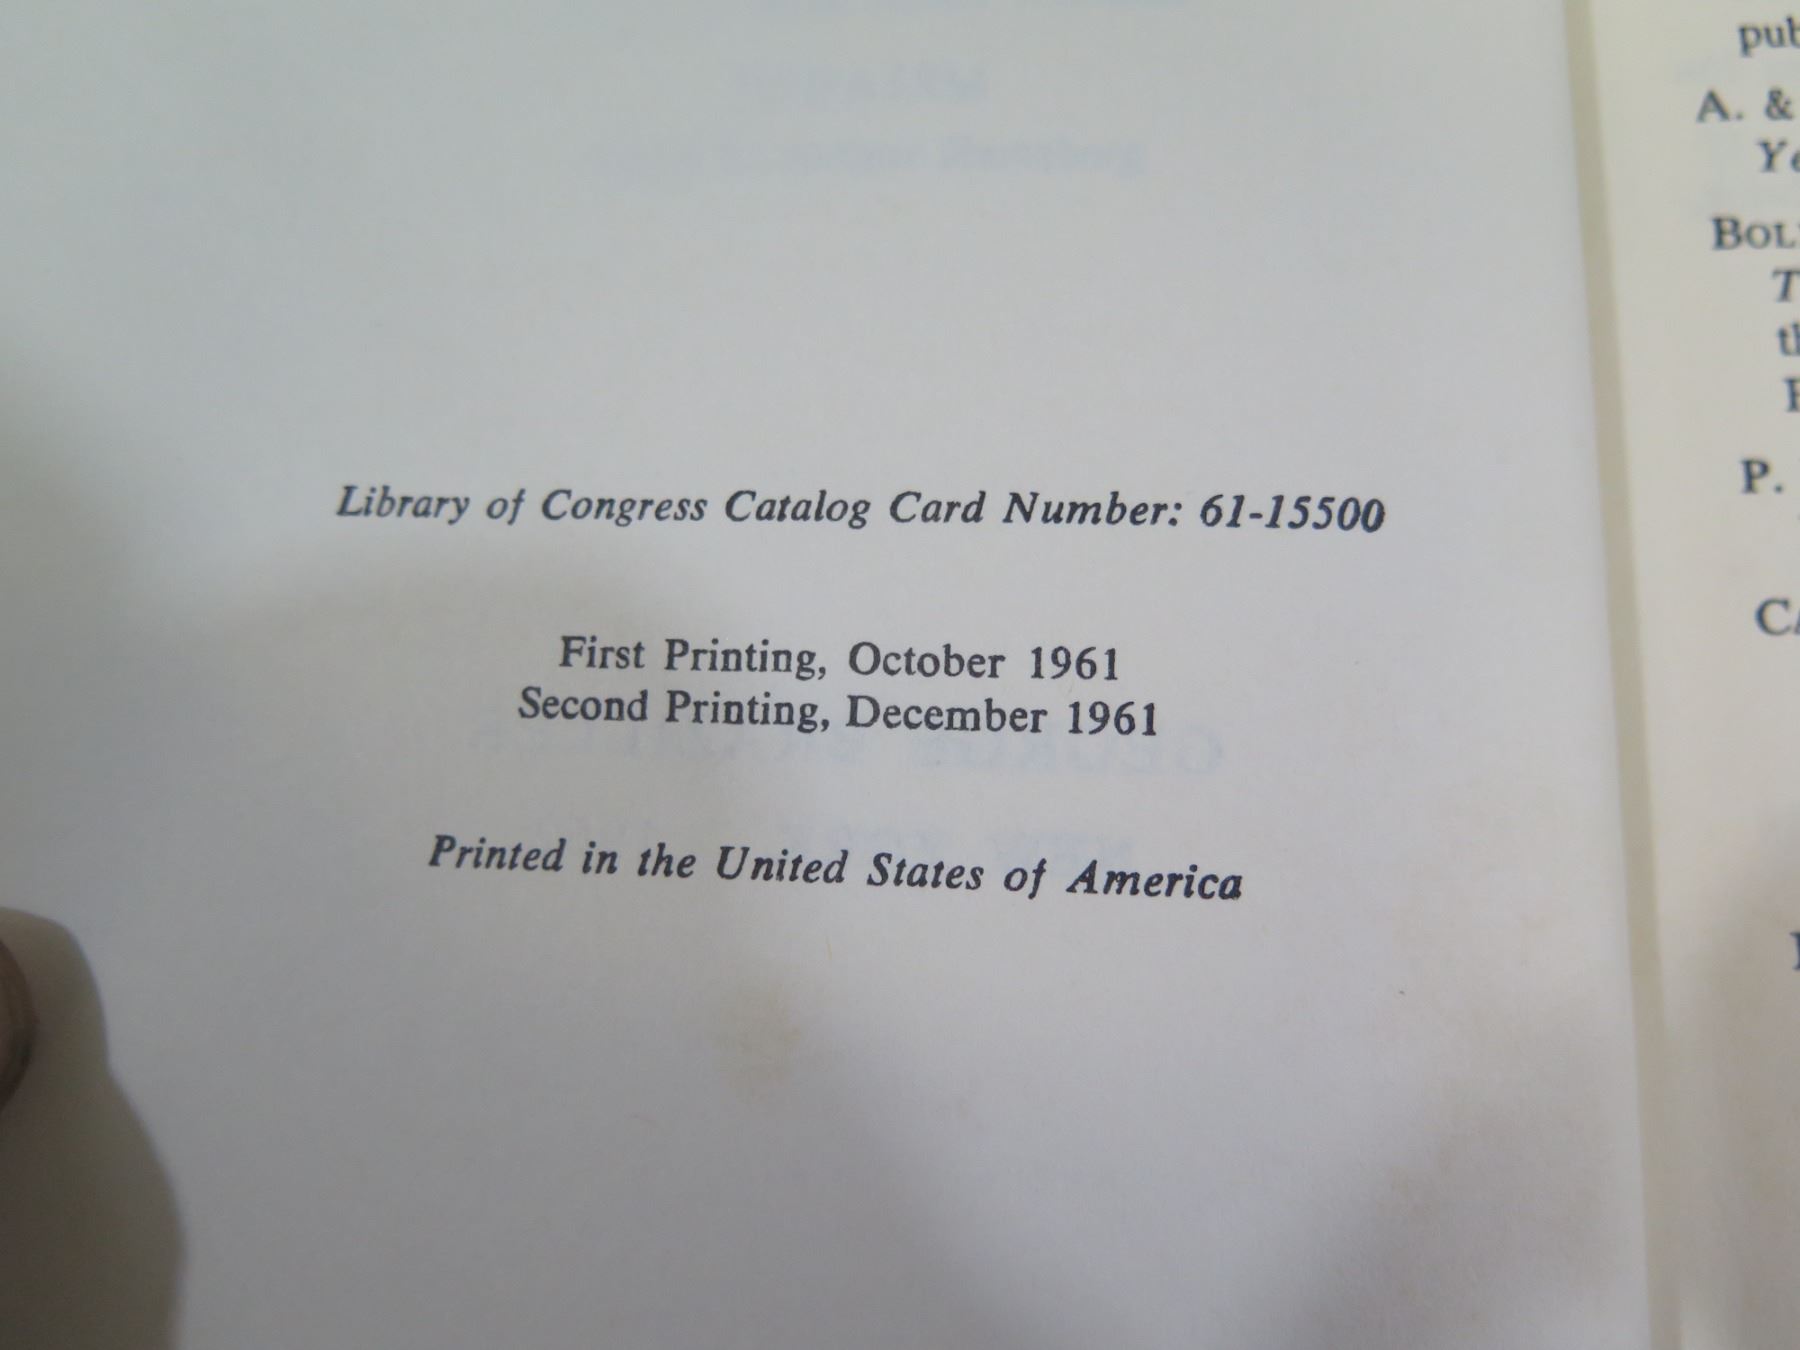 Library of Congress Catalog Card Number: 61-15500
First Printing, October 1961
Second Printing, December 1961
Printed in the United States of America
A. &
P.